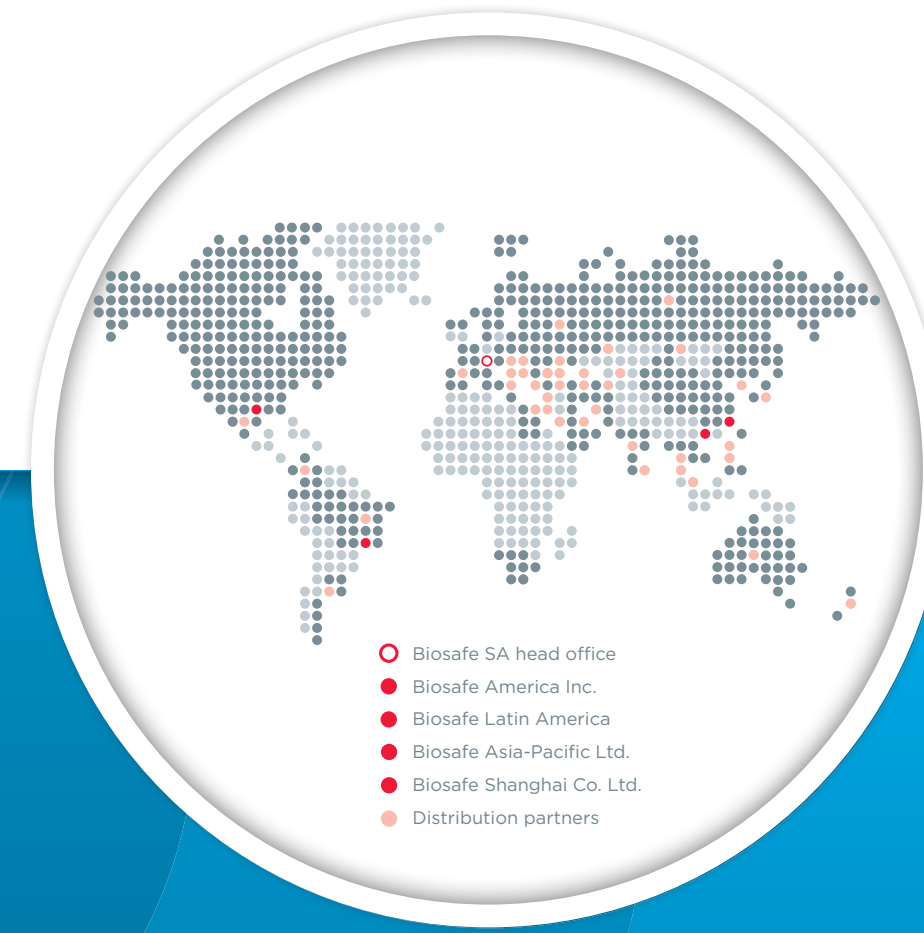 Biosafe SA head office
Biosafe America Inc.
Biosafe Latin America
Biosafe Asia-Pacific Ltd.
Biosafe Shanghai Co. Ltd.
Distribution partners